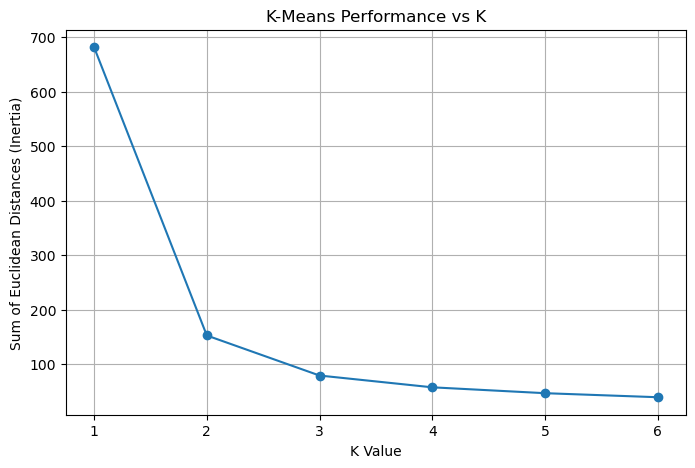 K-Means Performance vs K
Sum of Euclidean Distances (Inertia)
700
600
500
400
300
200
100
1 2 3 4 5 6
K Value